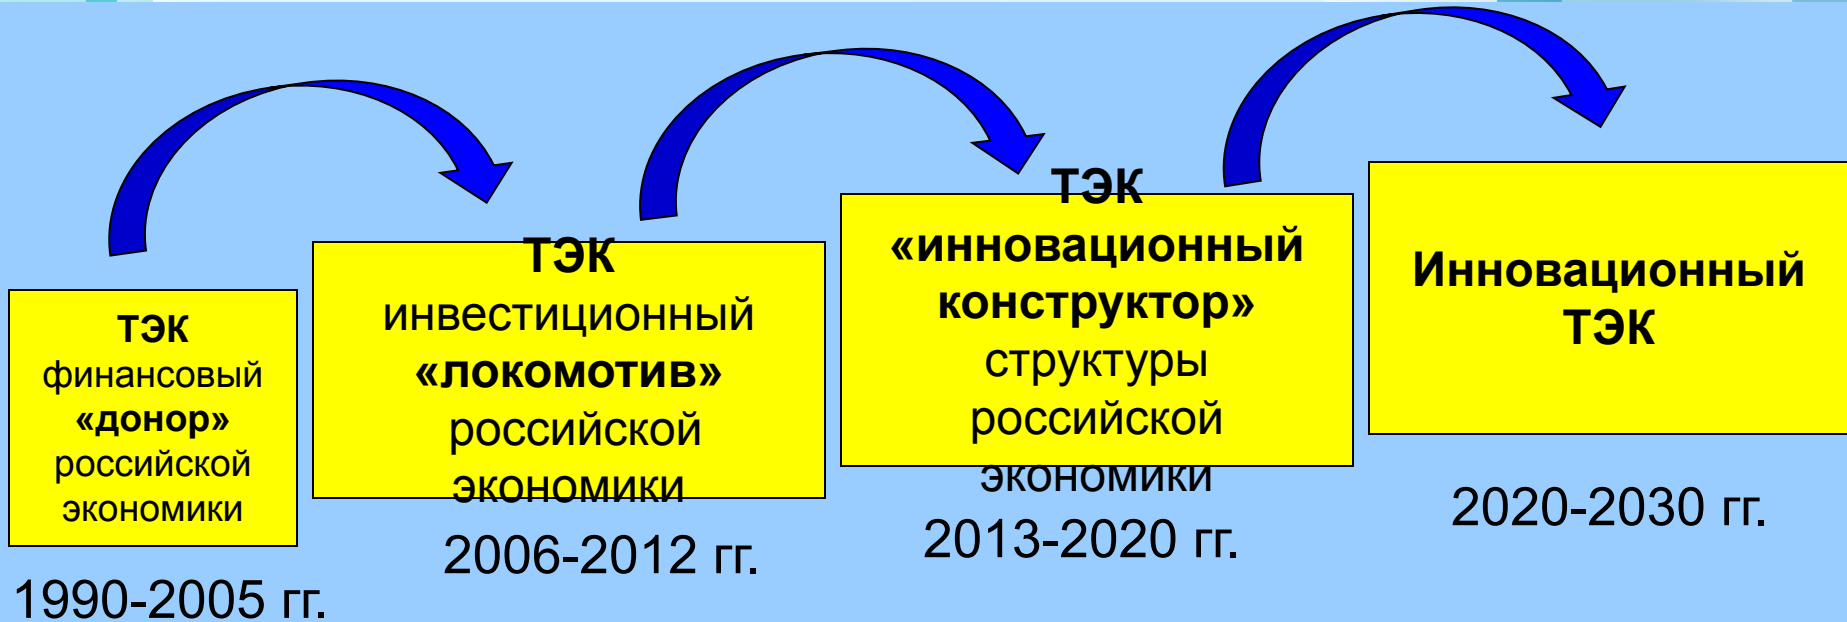 ТЭК
финансовый
«донор»
российской
экономики
1990-2005 гг.
ТЭК
инвестиционный
«локомотив»
российской
экономики
2006-2012 гг.
ТЭК
«инновационный
конструктор»
структуры
российской
экономики
2013-2020 гг.
Инновационный
ТЭК
2020-2030 гг.